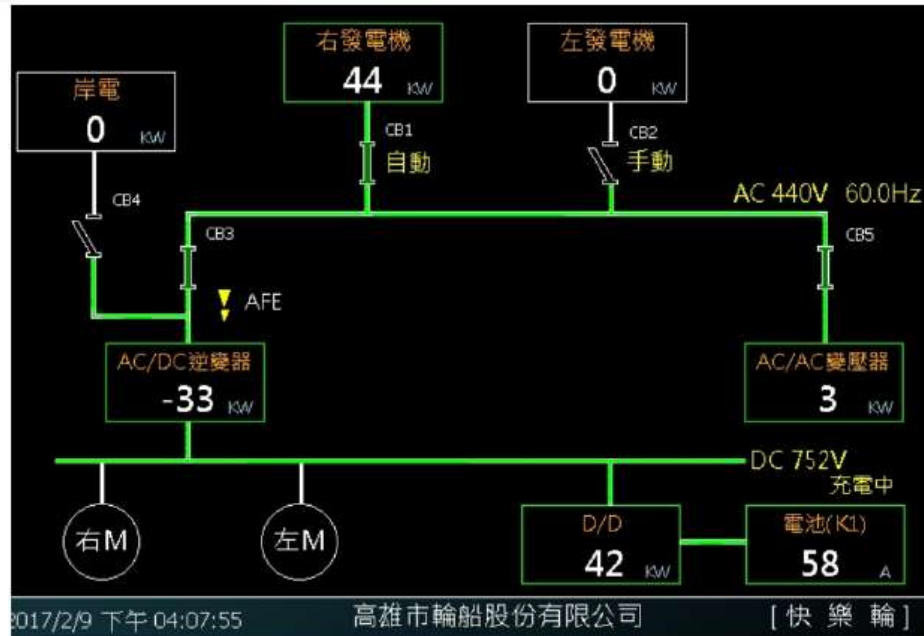 右發電機
44 KW
左發電機
0 KW
岸電
0 KW
CB1
自動
CB2
手動
CB4
AC 440V 60.0Hz
CB3
CB5
AFE
AC/DC逆變器
-33 KW
AC/AC變壓器
3 KW
DC 752V
充電中
右M
左M
D/D
42 KW
電池(K1)
58 A
2017/2/9 下午 04:07:55
高雄市輪船股份有限公司
[ 快 樂 輪 ]